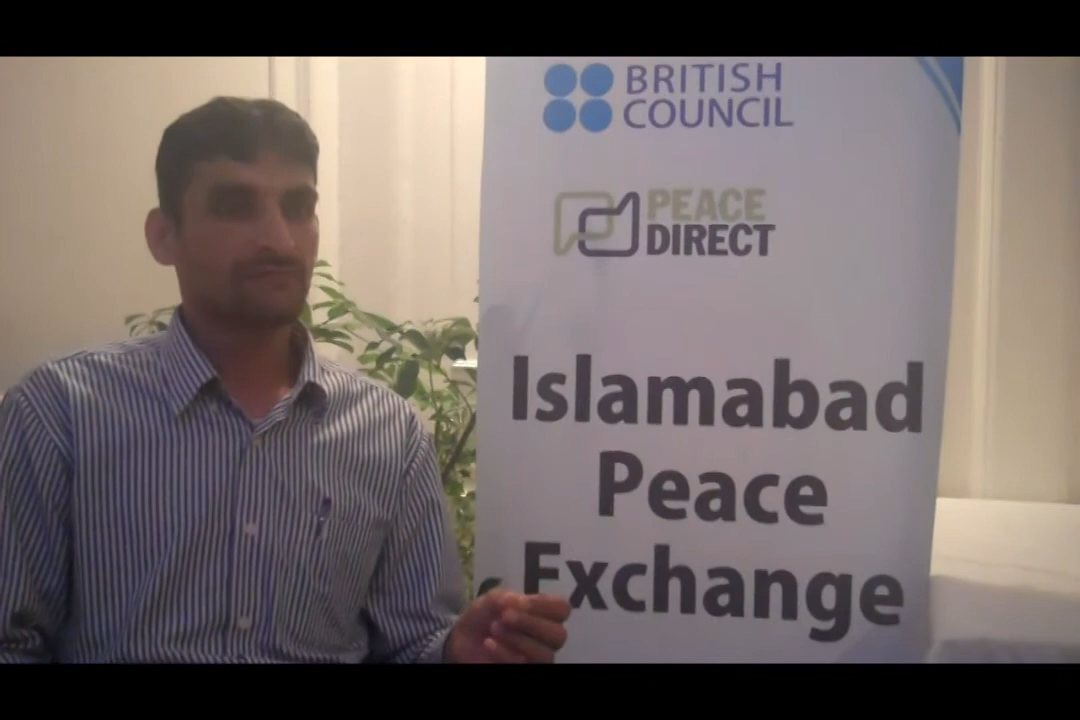 BRITISH
COUNCIL
PEACE
DIRECT
Islamabad
Peace
Exchange